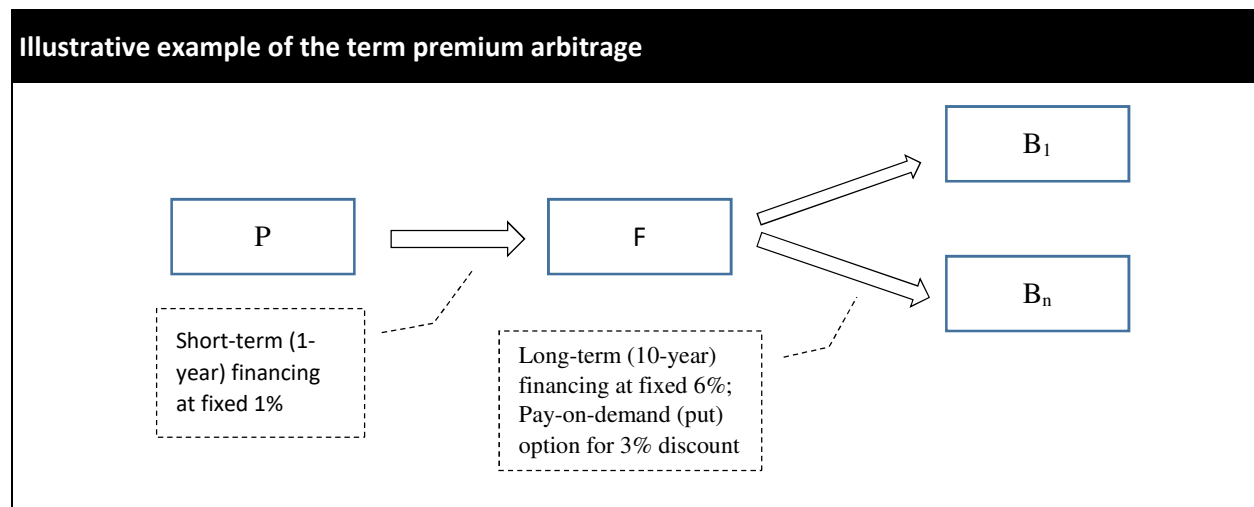 Illustrative example of the term premium arbitrage
B₁
P
F
Bₙ
Short-term (1-
year) financing
at fixed 1%
Long-term (10-year)
financing at fixed 6%;
Pay-on-demand (put)
option for 3% discount